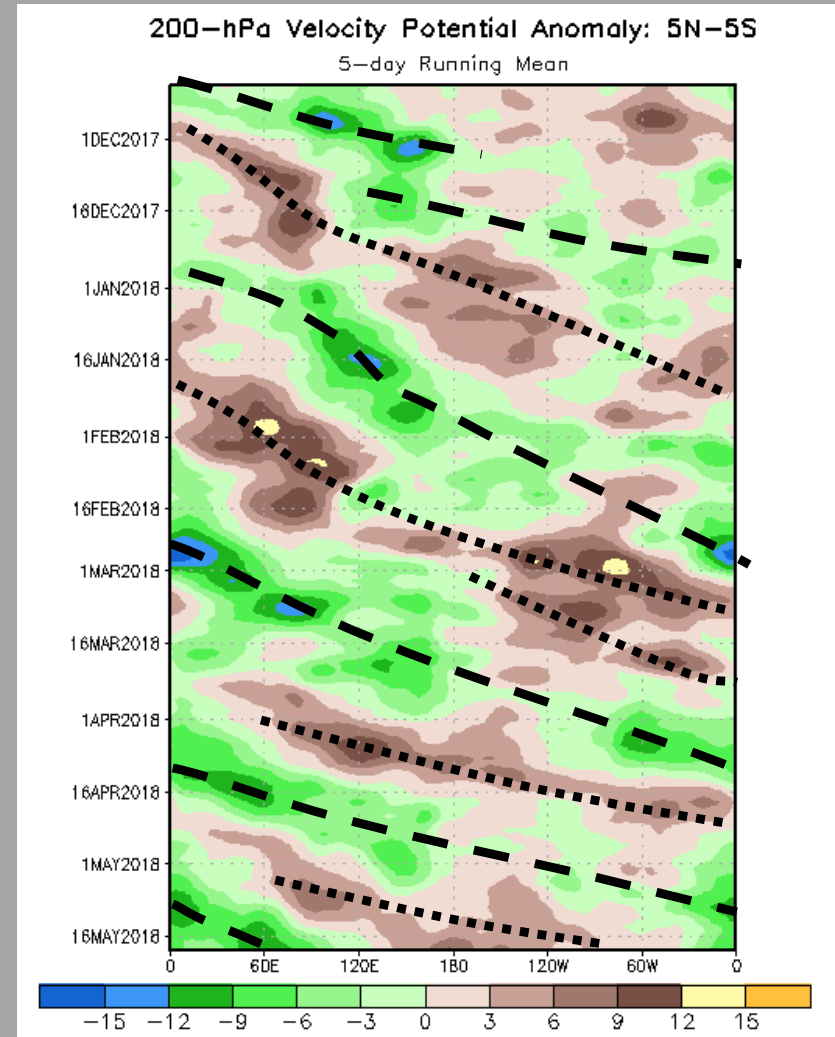 200-hPa Velocity Potential Anomaly: 5N-5S
5-day Running Mean
1DEC2017
16DEC2017
1JAN2018
16JAN2018
1FEB2018
16FEB2018
1MAR2018
16MAR2018
1APR2018
16APR2018
1MAY2018
16MAY2018
0 60E 120E 180 120W 60W 0
-15 -12 -9 -6 -3 0 3 6 9 12 15